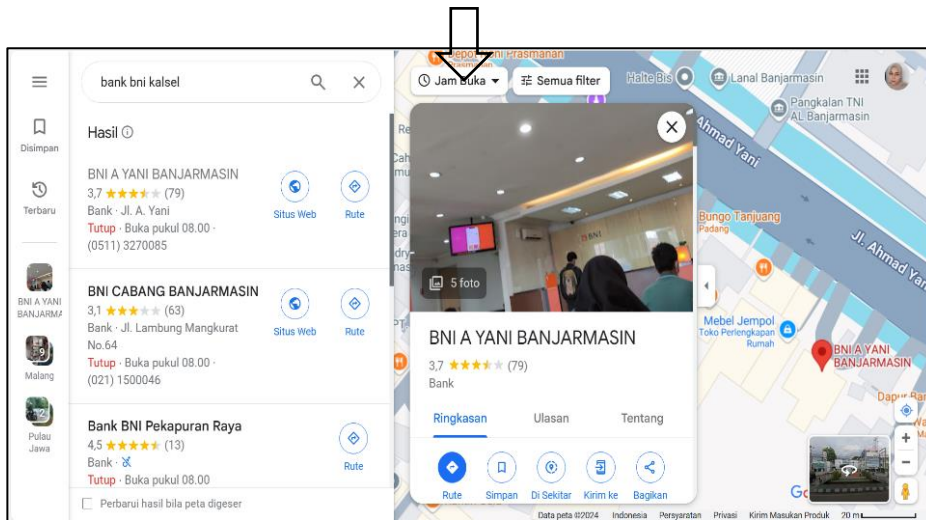 bank bni kalsel
Disimpan
Terbaru
BNI A YANI
BANJARMA
Malang
Pulau
Jawa
Hasil
BNI A YANI BANJARMASIN
3,7 (79)
Bank · Jl. A. Yani
Tutup · Buka pukul 08.00 ·
(0511) 3270085
Situs Web
Rute
BNI CABANG BANJARMASIN
3,1 (63)
Bank · Jl. Lambung Mangkurat
No.64
Tutup · Buka pukul 08.00 ·
(021) 1500046
Situs Web
Rute
Bank BNI Pekapuran Raya
4,5 (13)
Bank ·
Tutup · Buka pukul 08.00
Rute
Perbarui hasil bila peta digeser
Prasmanan
Jam Buka
Semua filter
Halte Bis
Lanal Banjarmasin
Pangkalan TNI
AL Banjarmasin
Ahmad Yani
BNI
5 foto
BNI A YANI BANJARMASIN
3,7 (79)
Bank
Ringkasan
Ulasan
Tentang
Rute
Simpan
Di Sekitar
Kirim ke
Bagikan
Bungo Tanjuang
Padang
Jl. Ahmad Yan
Mebel Jempol
Toko Perlengkapan
Rumah
BNI A YANI
BANJARMASIN
Dapur Bar
Data peta ©2024
Indonesia
Persyaratan
Privasi
Kirim Masukan Produk
20 m